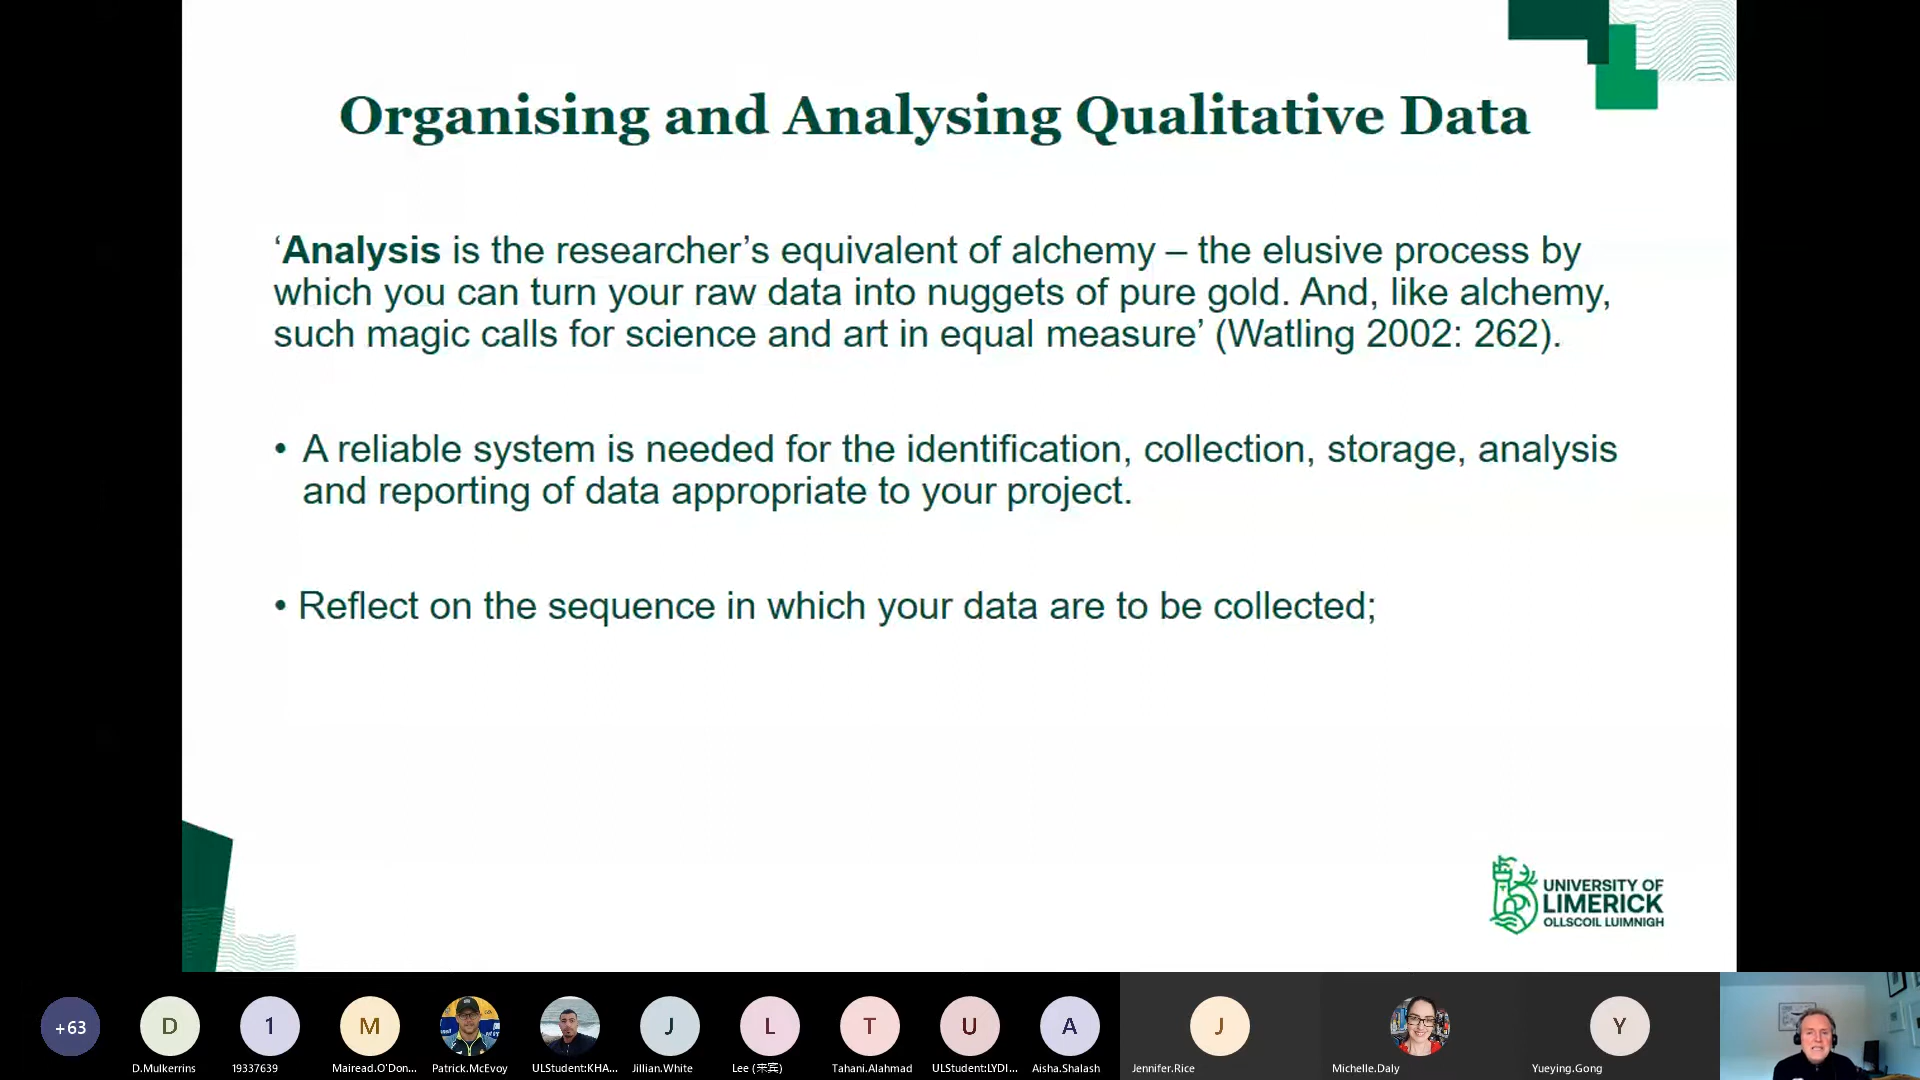 Organising and Analysing Qualitative Data
‘Analysis is the researcher’s equivalent of alchemy – the elusive process by
which you can turn your raw data into nuggets of pure gold. And, like alchemy,
such magic calls for science and art in equal measure’ (Watling 2002: 262).
• A reliable system is needed for the identification, collection, storage, analysis
and reporting of data appropriate to your project.
• Reflect on the sequence in which your data are to be collected;
UNIVERSITY OF
LIMERICK
OLLSCOIL LUIMNIGH
+63
D
1
M
J
L
T
U
A
J
Y
D.Mulkerrins
19337639
Mairead.O'Don...
Patrick.McEvoy
ULStudent:KHA...
Jillian.White
Lee (来宾)
Tahani.Alahmad
ULStudent:LYDI...
Aisha.Shalash
Jennifer.Rice
Michelle.Daly
Yueying.Gong